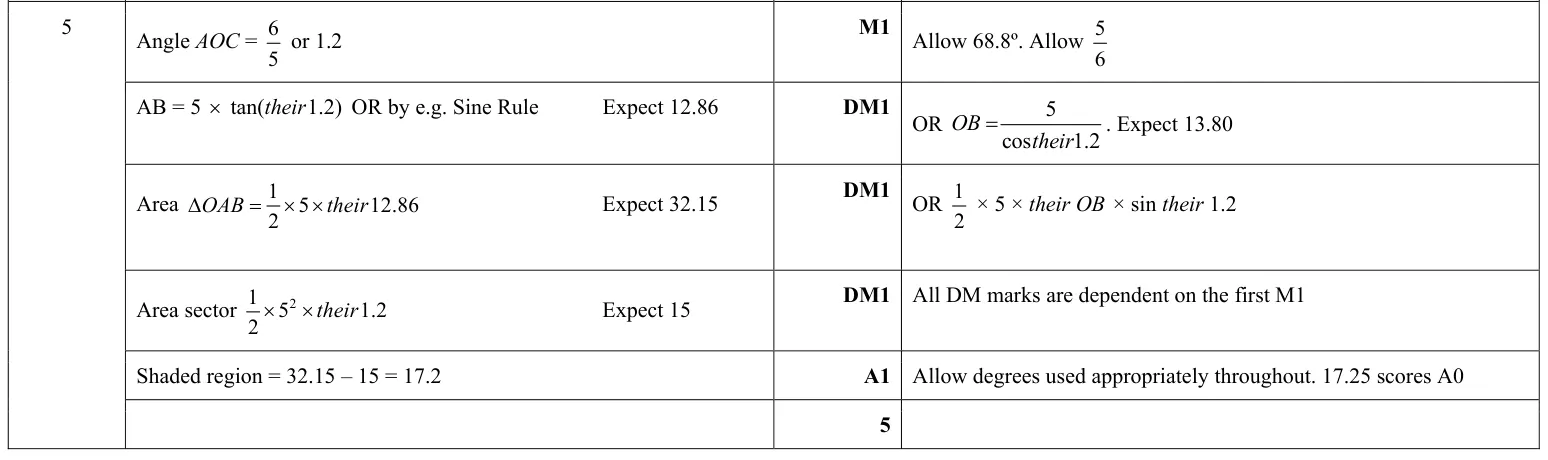 5
Angle AOC = 6/5 or 1.2 M1 Allow 68.8º. Allow 5/6
AB = 5 × tan(their1.2) OR by e.g. Sine Rule Expect 12.86 DM1 OR OB = 5/cos their1.2. Expect 13.80
Area ΔOAB = 1/2 × 5 × their12.86 Expect 32.15 DM1 OR 1/2 × 5 × their OB × sin their 1.2
Area sector 1/2 × 5² × their1.2 Expect 15 DM1 All DM marks are dependent on the first M1
Shaded region = 32.15 – 15 = 17.2 A1 Allow degrees used appropriately throughout. 17.25 scores A0
5